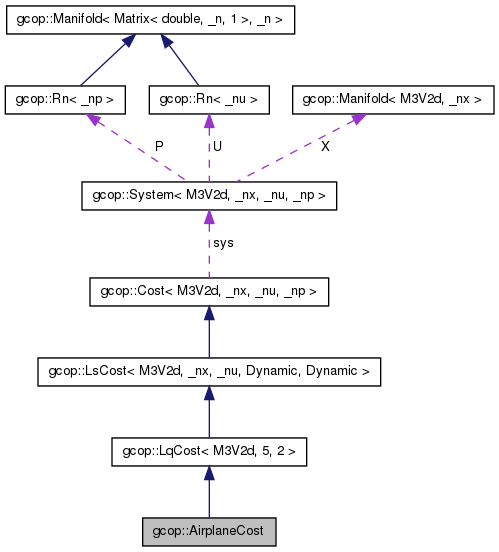 gcop::Manifold< Matrix< double, _n, 1 >, _n >
gcop::Rn< _np >
gcop::Rn< _nu >
gcop::Manifold< M3V2d, _nx >
P
U
X
gcop::System< M3V2d, _nx, _nu, _np >
sys
gcop::Cost< M3V2d, _nx, _nu, _np >
gcop::LsCost< M3V2d, _nx, _nu, Dynamic, Dynamic >
gcop::LqCost< M3V2d, 5, 2 >
gcop::AirplaneCost